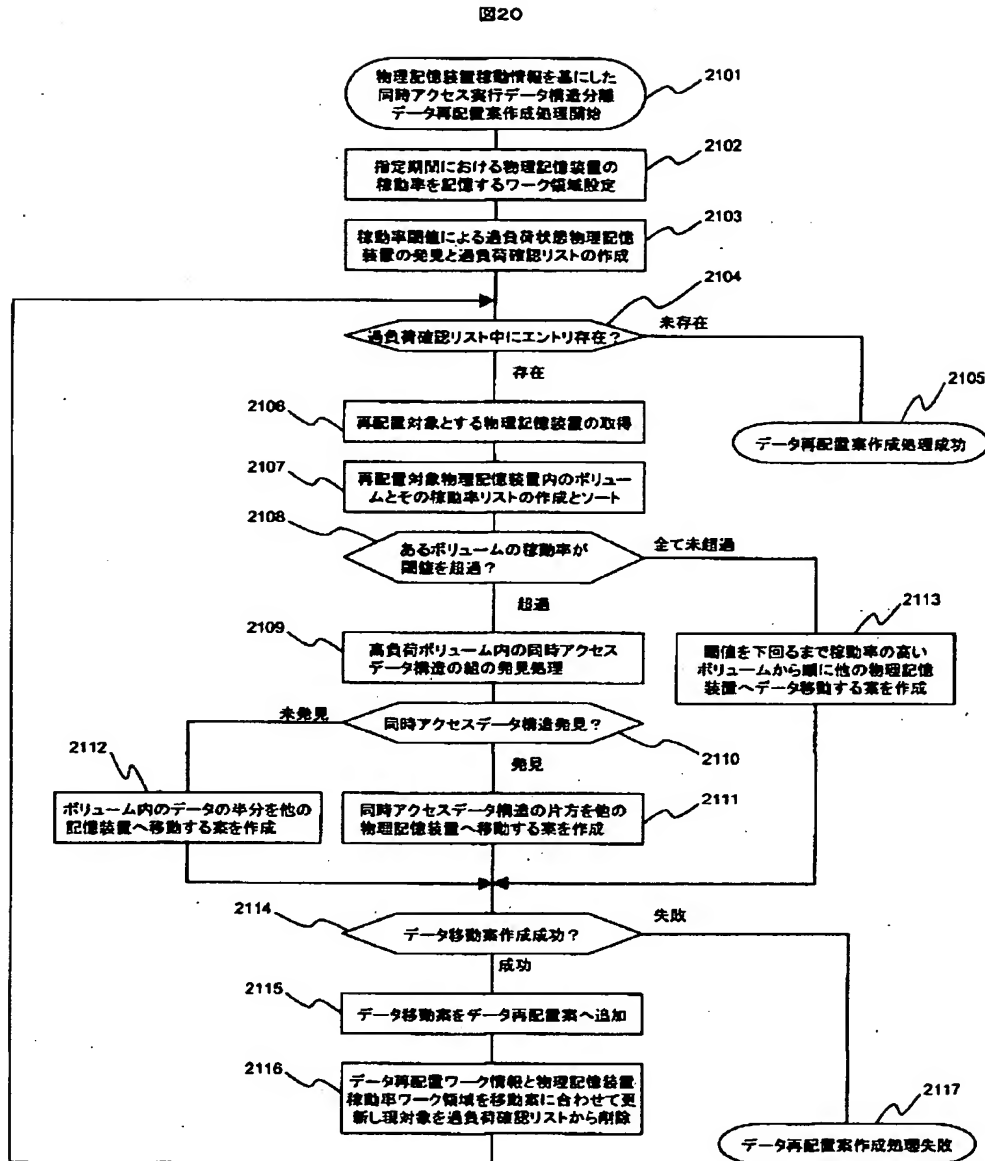 図20
物理記憶装置稼動情報を基にした
同時アクセス実行データ構造分離
データ再配置案作成処理開始
2101
指定期間における物理記憶装置の
稼動率を記憶するワーク領域設定
2102
稼動率閾値による過負荷状態物理記憶
装置の発見と過負荷確認リストの作成
2103
過負荷確認リスト中にエントリ存在?
2104
未存在
存在
2105
データ再配置案作成処理成功
2106
再配置対象とする物理記憶装置の取得
2107
再配置対象物理記憶装置内のボリュー
ムとその稼動率リストの作成とソート
2108
あるボリュームの稼動率が
閾値を超過?
全て未超過
超過
2109
高負荷ボリューム内の同時アクセス
データ構造の組の発見処理
2113
閾値を下回るまで稼動率の高い
ボリュームから順に他の物理記憶
装置へデータ移動する案を作成
未発見
同時アクセスデータ構造発見?
2110
発見
2112
ボリューム内のデータの半分を他の
記憶装置へ移動する案を作成
同時アクセスデータ構造の片方を他の
物理記憶装置へ移動する案を作成
2111
2114
データ移動案作成成功?
失敗
成功
2115
データ移動案をデータ再配置案へ追加
2116
データ再配置ワーク情報と物理記憶装置
稼動率ワーク領域を移動案に合わせて更
新し現対象を過負荷確認リストから削除
2117
データ再配置案作成処理失敗